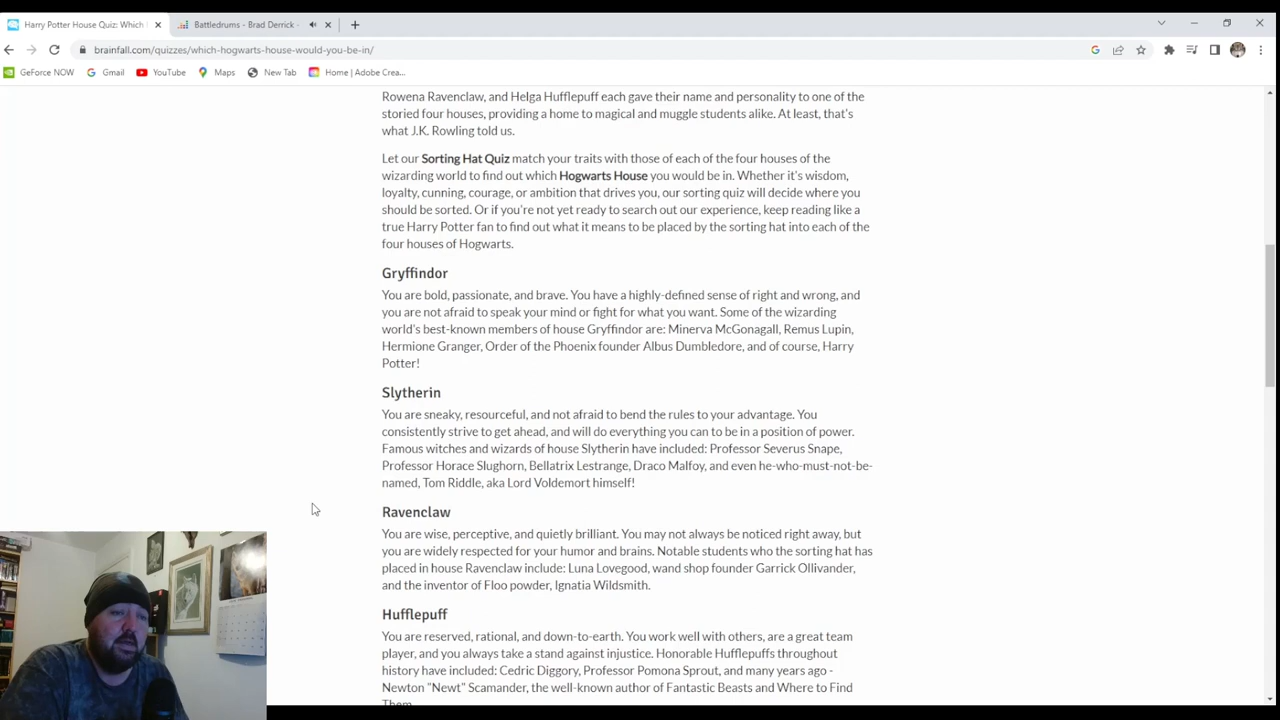 Harry Potter House Quiz: Which
Battledrums - Brad Derrick -
brainfall.com/quizzes/which-hogwarts-house-would-you-be-in/
GeForce NOW
Gmail
YouTube
Maps
New Tab
Home | Adobe Crea...
Rowena Ravenclaw, and Helga Hufflepuff each gave their name and personality to one of the
storied four houses, providing a home to magical and muggle students alike. At least, that's
what J.K. Rowling told us.
Let our Sorting Hat Quiz match your traits with those of each of the four houses of the
wizarding world to find out which Hogwarts House you would be in. Whether it's wisdom,
loyalty, cunning, courage, or ambition that drives you, our sorting quiz will decide where you
should be sorted. Or if you're not yet ready to search out our experience, keep reading like a
true Harry Potter fan to find out what it means to be placed by the sorting hat into each of the
four houses of Hogwarts.
Gryffindor
You are bold, passionate, and brave. You have a highly-defined sense of right and wrong, and
you are not afraid to speak your mind or fight for what you want. Some of the wizarding
world's best-known members of house Gryffindor are: Minerva McGonagall, Remus Lupin,
Hermione Granger, Order of the Phoenix founder Albus Dumbledore, and of course, Harry
Potter!
Slytherin
You are sneaky, resourceful, and not afraid to bend the rules to your advantage. You
consistently strive to get ahead, and will do everything you can to be in a position of power.
Famous witches and wizards of house Slytherin have included: Professor Severus Snape,
Professor Horace Slughorn, Bellatrix Lestrange, Draco Malfoy, and even he-who-must-not-be-
named, Tom Riddle, aka Lord Voldemort himself!
Ravenclaw
You are wise, perceptive, and quietly brilliant. You may not always be noticed right away, but
you are widely respected for your humor and brains. Notable students who the sorting hat has
placed in house Ravenclaw include: Luna Lovegood, wand shop founder Garrick Ollivander,
and the inventor of Floo powder, Ignatia Wildsmith.
Hufflepuff
You are reserved, rational, and down-to-earth. You work well with others, are a great team
player, and you always take a stand against injustice. Honorable Hufflepuffs throughout
history have included: Cedric Diggory, Professor Pomona Sprout, and many years ago -
Newton "Newt" Scamander, the well-known author of Fantastic Beasts and Where to Find
Them